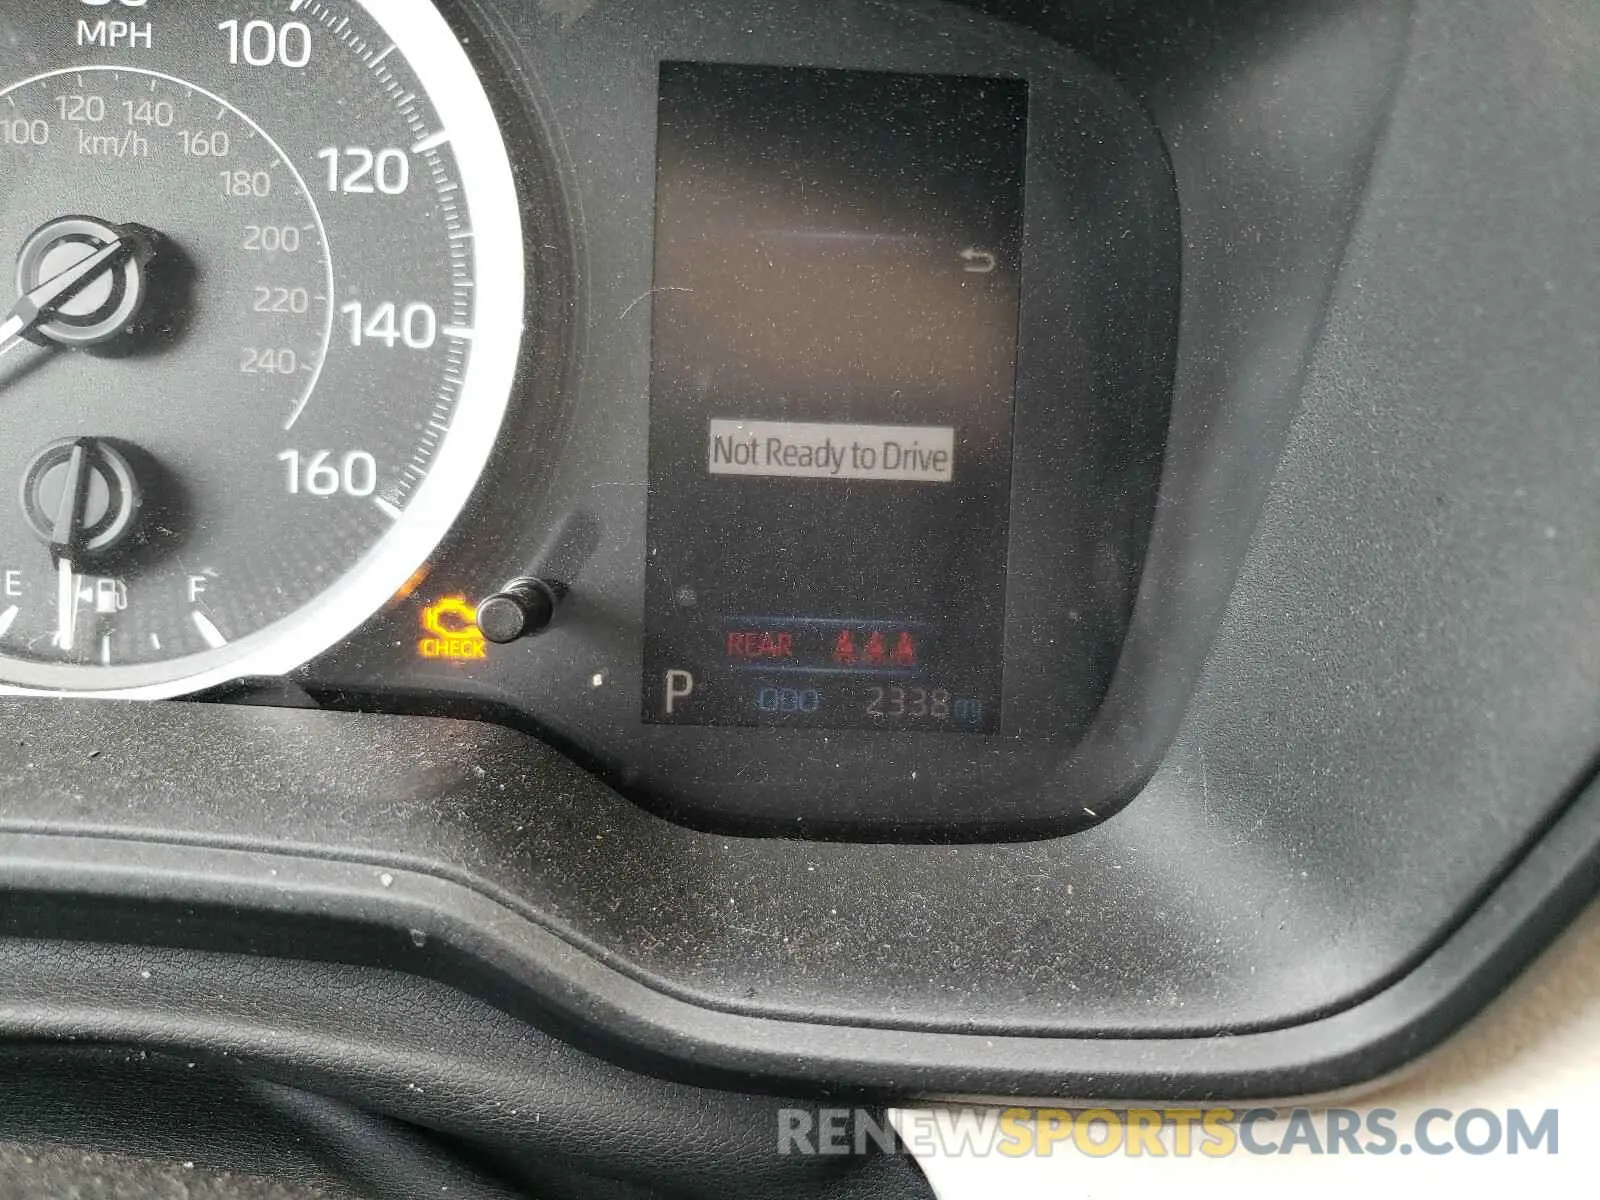 MPH
100
120
140
160
100 120 140 160
km/h
180
200
220
240
E F
CHECK
Not Ready to Drive
REAR
P ODO 2338 mi
RENEWSPORTSCARS.COM